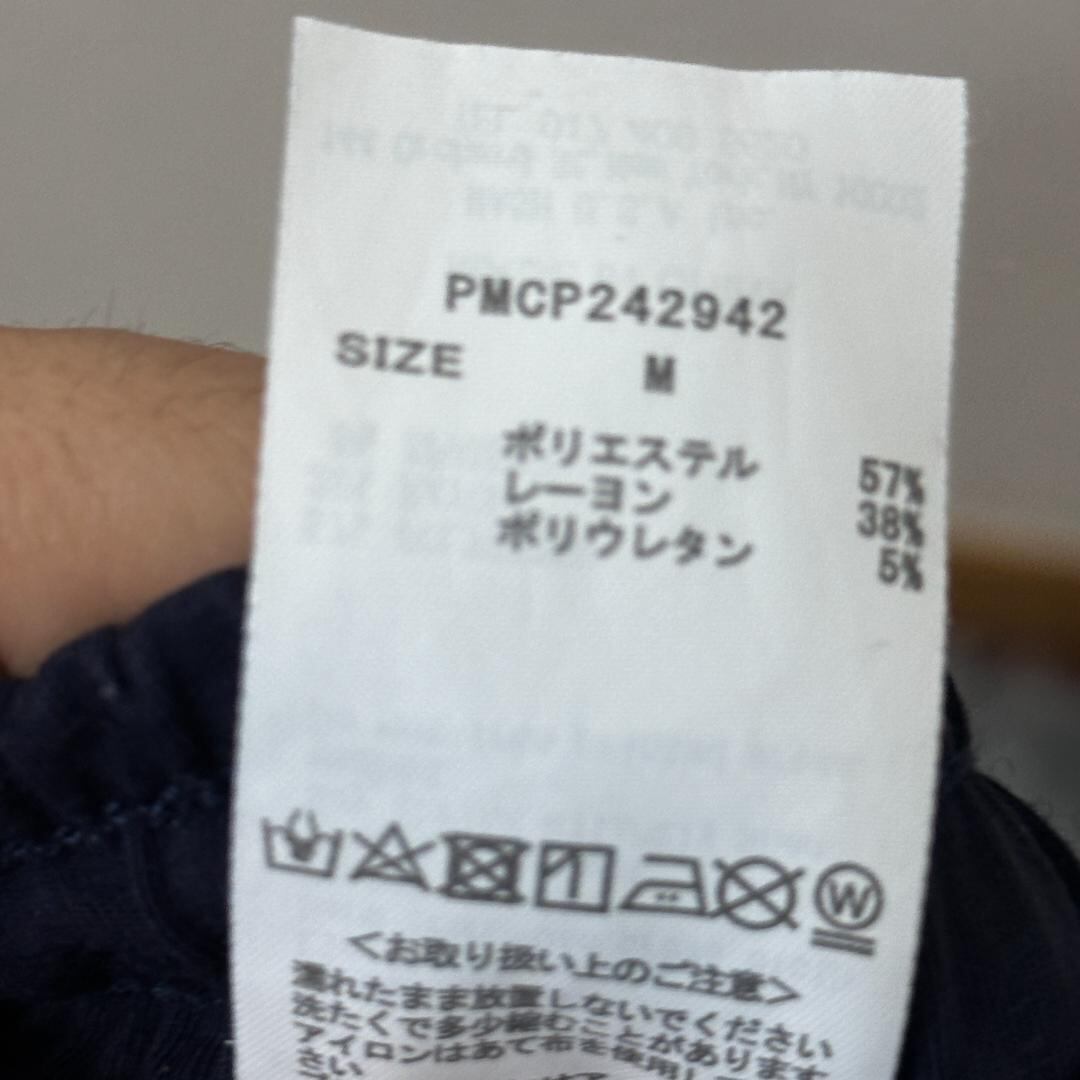 PMCP242942
SIZE M
ポリエステル 57%
レーヨン 38%
ポリウレタン 5%
W
<お取り扱い上のご注意>
濡れたまま放置しないでください
洗たくで多少縮むことがあります
アイロンはあて布を使用し
さい